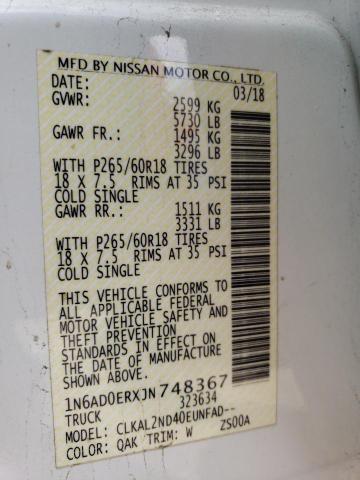 MFD BY NISSAN MOTOR CO., LTD.
DATE: 03/18
GVWR: 2599 KG
5730 LB
GAWR FR.: 1495 KG
3296 LB
WITH P265/60R18 TIRES
18 X 7.5 RIMS AT 35 PSI
COLD SINGLE
GAWR RR.: 1511 KG
3331 LB
WITH P265/60R18 TIRES
18 X 7.5 RIMS AT 35 PSI
COLD SINGLE
THIS VEHICLE CONFORMS TO
ALL APPLICABLE FEDERAL
MOTOR VEHICLE SAFETY AND
THEFT PREVENTION
STANDARDS IN EFFECT ON
THE DATE OF MANUFACTURE
SHOWN ABOVE.
1N6AD0ERXJN748367
TRUCK 323634
MODEL: CLKAL2ND40EUNFAD--
COLOR: QAK TRIM: W ZS00A